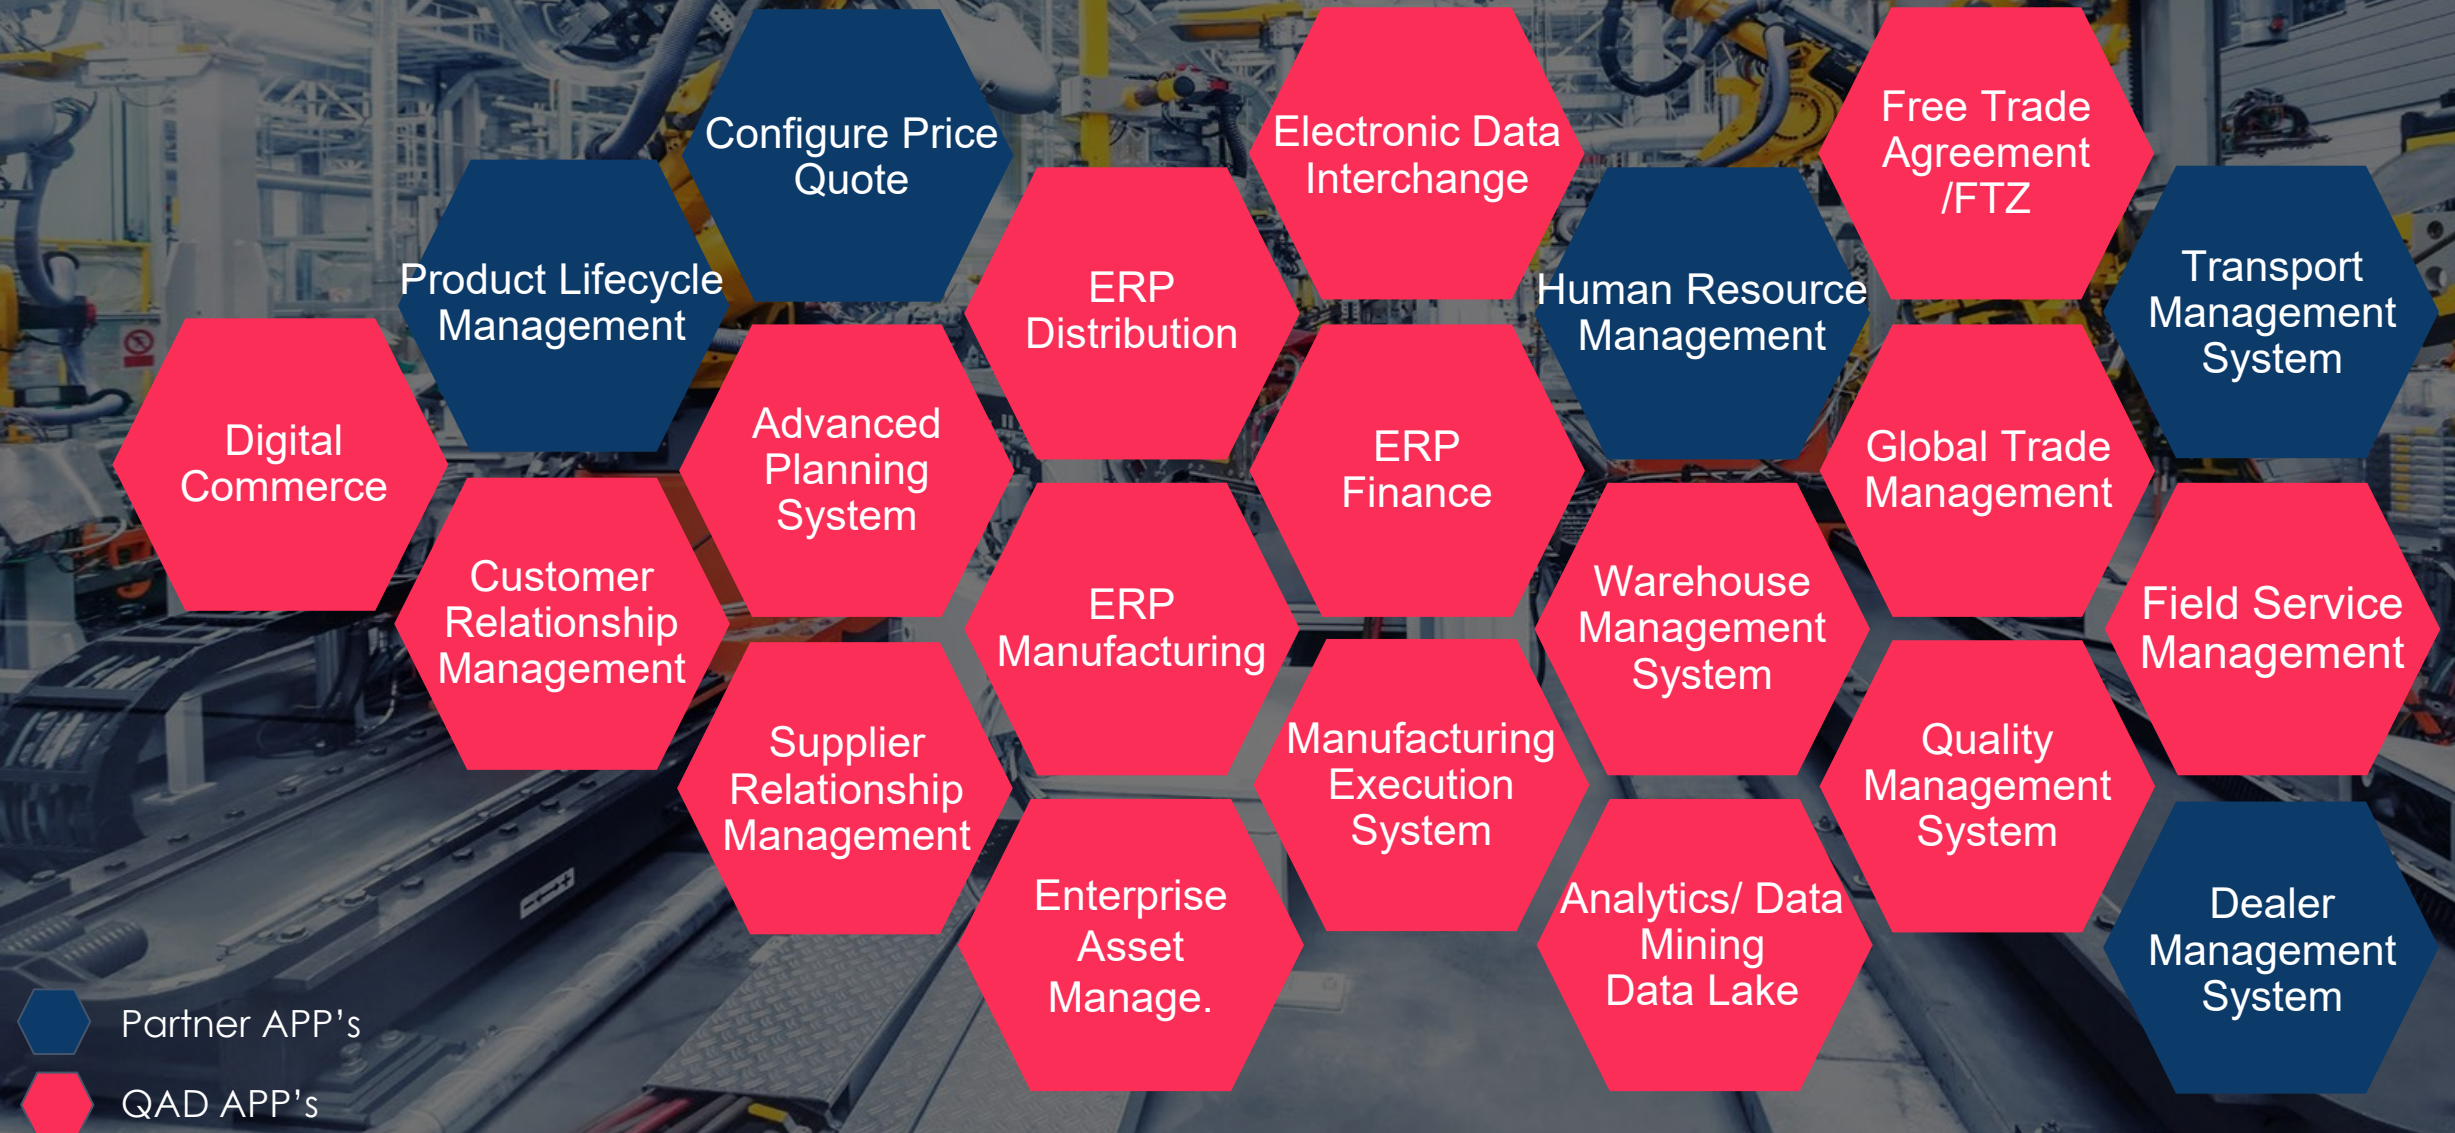 Configure Price
Quote
Electronic Data
Interchange
Free Trade
Agreement
/FTZ
Product Lifecycle
Management
ERP
Distribution
Human Resource
Management
Transport
Management
System
Digital
Commerce
Advanced
Planning
System
ERP
Finance
Global Trade
Management
Customer
Relationship
Management
ERP
Manufacturing
Warehouse
Management
System
Field Service
Management
Supplier
Relationship
Management
Manufacturing
Execution
System
Quality
Management
System
Enterprise
Asset
Manage.
Analytics/ Data
Mining
Data Lake
Dealer
Management
System
Partner APP’s
QAD APP’s